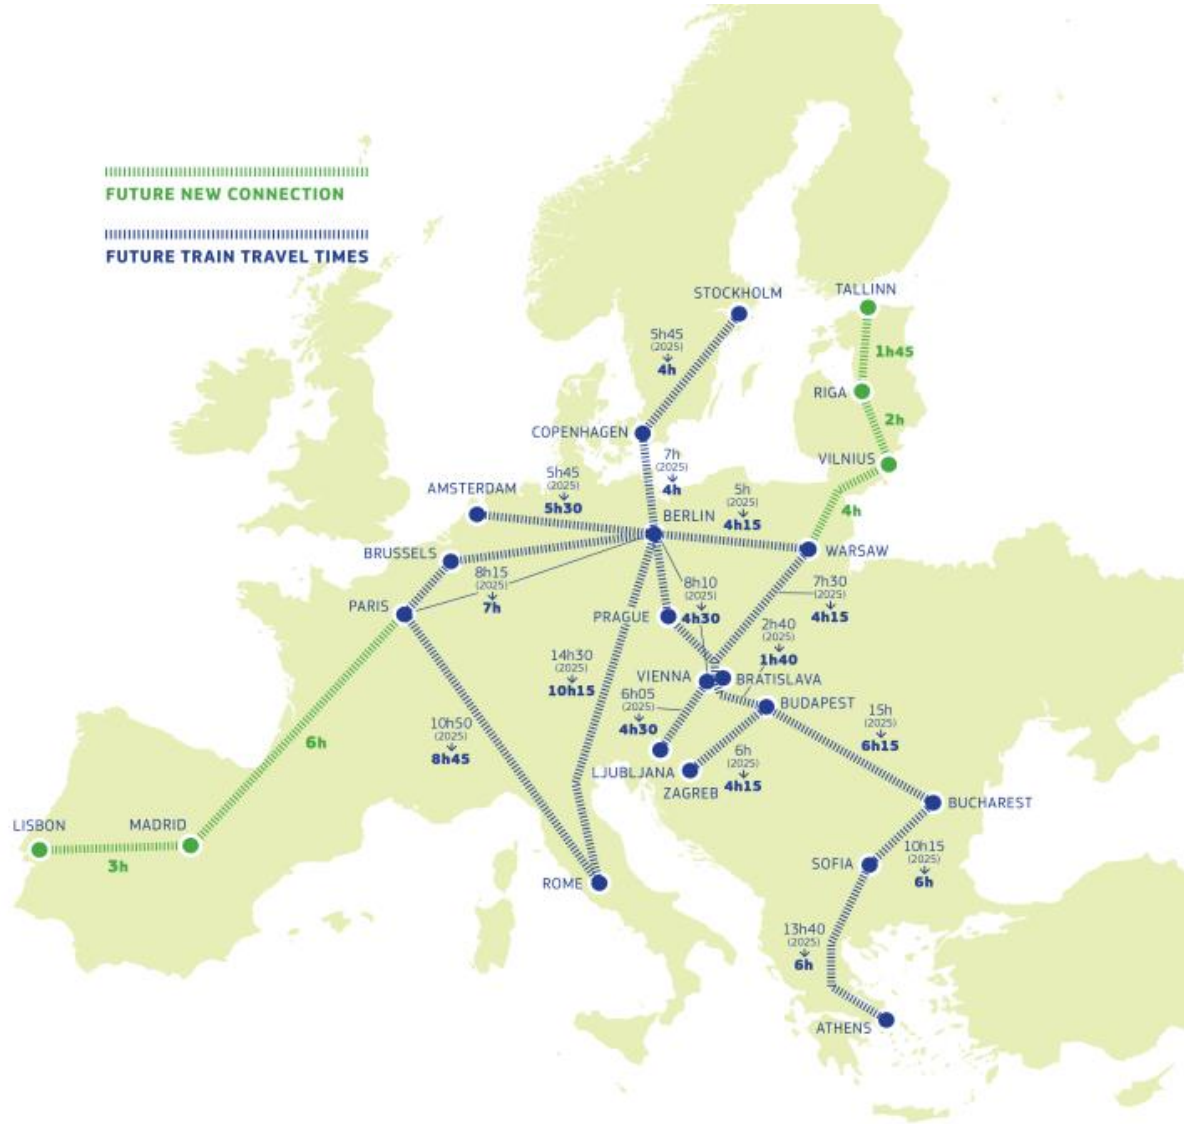 FUTURE NEW CONNECTION
FUTURE TRAIN TRAVEL TIMES
STOCKHOLM
TALLINN
5h45
(2025)
4h
1h45
RIGA
2h
COPENHAGEN
VILNIUS
7h
(2025)
4h
5h45
(2025)
5h30
AMSTERDAM
5h
(2025)
4h15
4h
BERLIN
WARSAW
BRUSSELS
8h15
(2025)
7h
8h10
(2025)
4h30
7h30
(2025)
4h15
PARIS
PRAGUE
2h40
(2025)
1h40
14h30
(2025)
10h15
VIENNA
BRATISLAVA
6h05
(2025)
4h30
BUDAPEST
15h
(2025)
6h15
10h50
(2025)
8h45
6h
LJUBLJANA
6h
(2025)
4h15
ZAGREB
BUCHAREST
LISBON
MADRID
3h
SOFIA
10h15
(2025)
6h
ROME
13h40
(2025)
6h
ATHENS